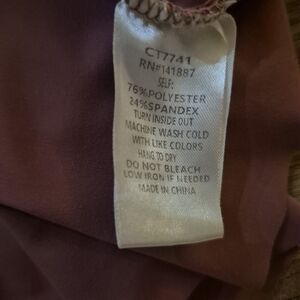 CT7741
RN#141887
SELF:
76%POLYESTER
24%SPANDEX
TURN INSIDE OUT
MACHINE WASH COLD
WITH LIKE COLORS
HANG TO DRY
DO NOT BLEACH
LOW IRON IF NEEDED
MADE IN CHINA